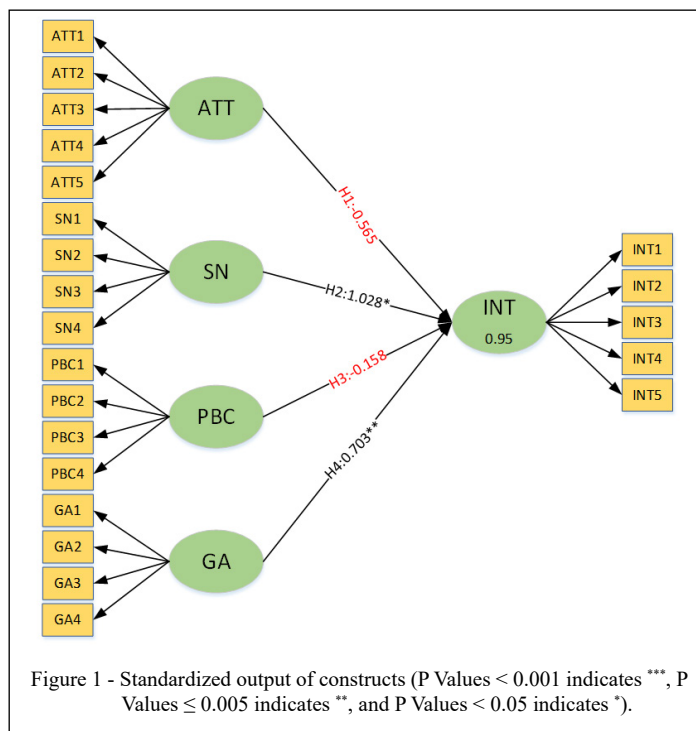 ATT1
ATT2
ATT3
ATT4
ATT5
SN1
SN2
SN3
SN4
PBC1
PBC2
PBC3
PBC4
GA1
GA2
GA3
GA4
ATT
SN
PBC
GA
H1:-0.565
H2:1.028*
H3:-0.158
H4:0.703**
INT
0.95
INT1
INT2
INT3
INT4
INT5
Figure 1 - Standardized output of constructs (P Values < 0.001 indicates ***, P
Values ≤ 0.005 indicates **, and P Values < 0.05 indicates *).